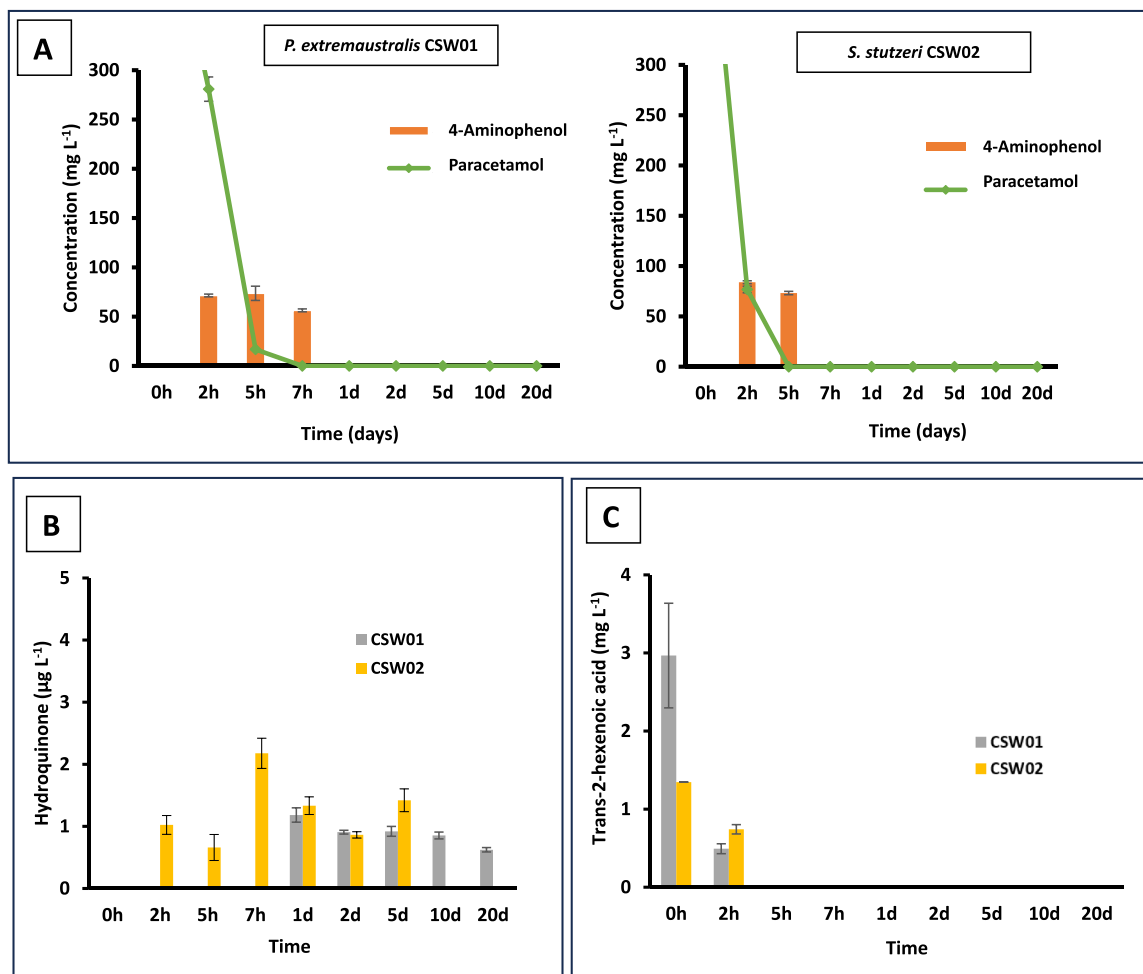 A
P. extremaustralis CSW01
300
250
200
150
100
50
0
Concentration (mg L-1)
4-Aminophenol
Paracetamol
0h 2h 5h 7h 1d 2d 5d 10d 20d
Time (days)
S. stutzeri CSW02
300
250
200
150
100
50
0
Concentration (mg L-1)
4-Aminophenol
Paracetamol
0h 2h 5h 7h 1d 2d 5d 10d 20d
Time (days)
B
5
4
3
2
1
0
Hydroquinone (µg L-1)
CSW01
CSW02
0h 2h 5h 7h 1d 2d 5d 10d 20d
Time
C
4
3
2
1
0
Trans-2-hexenoic acid (mg L-1)
CSW01
CSW02
0h 2h 5h 7h 1d 2d 5d 10d 20d
Time